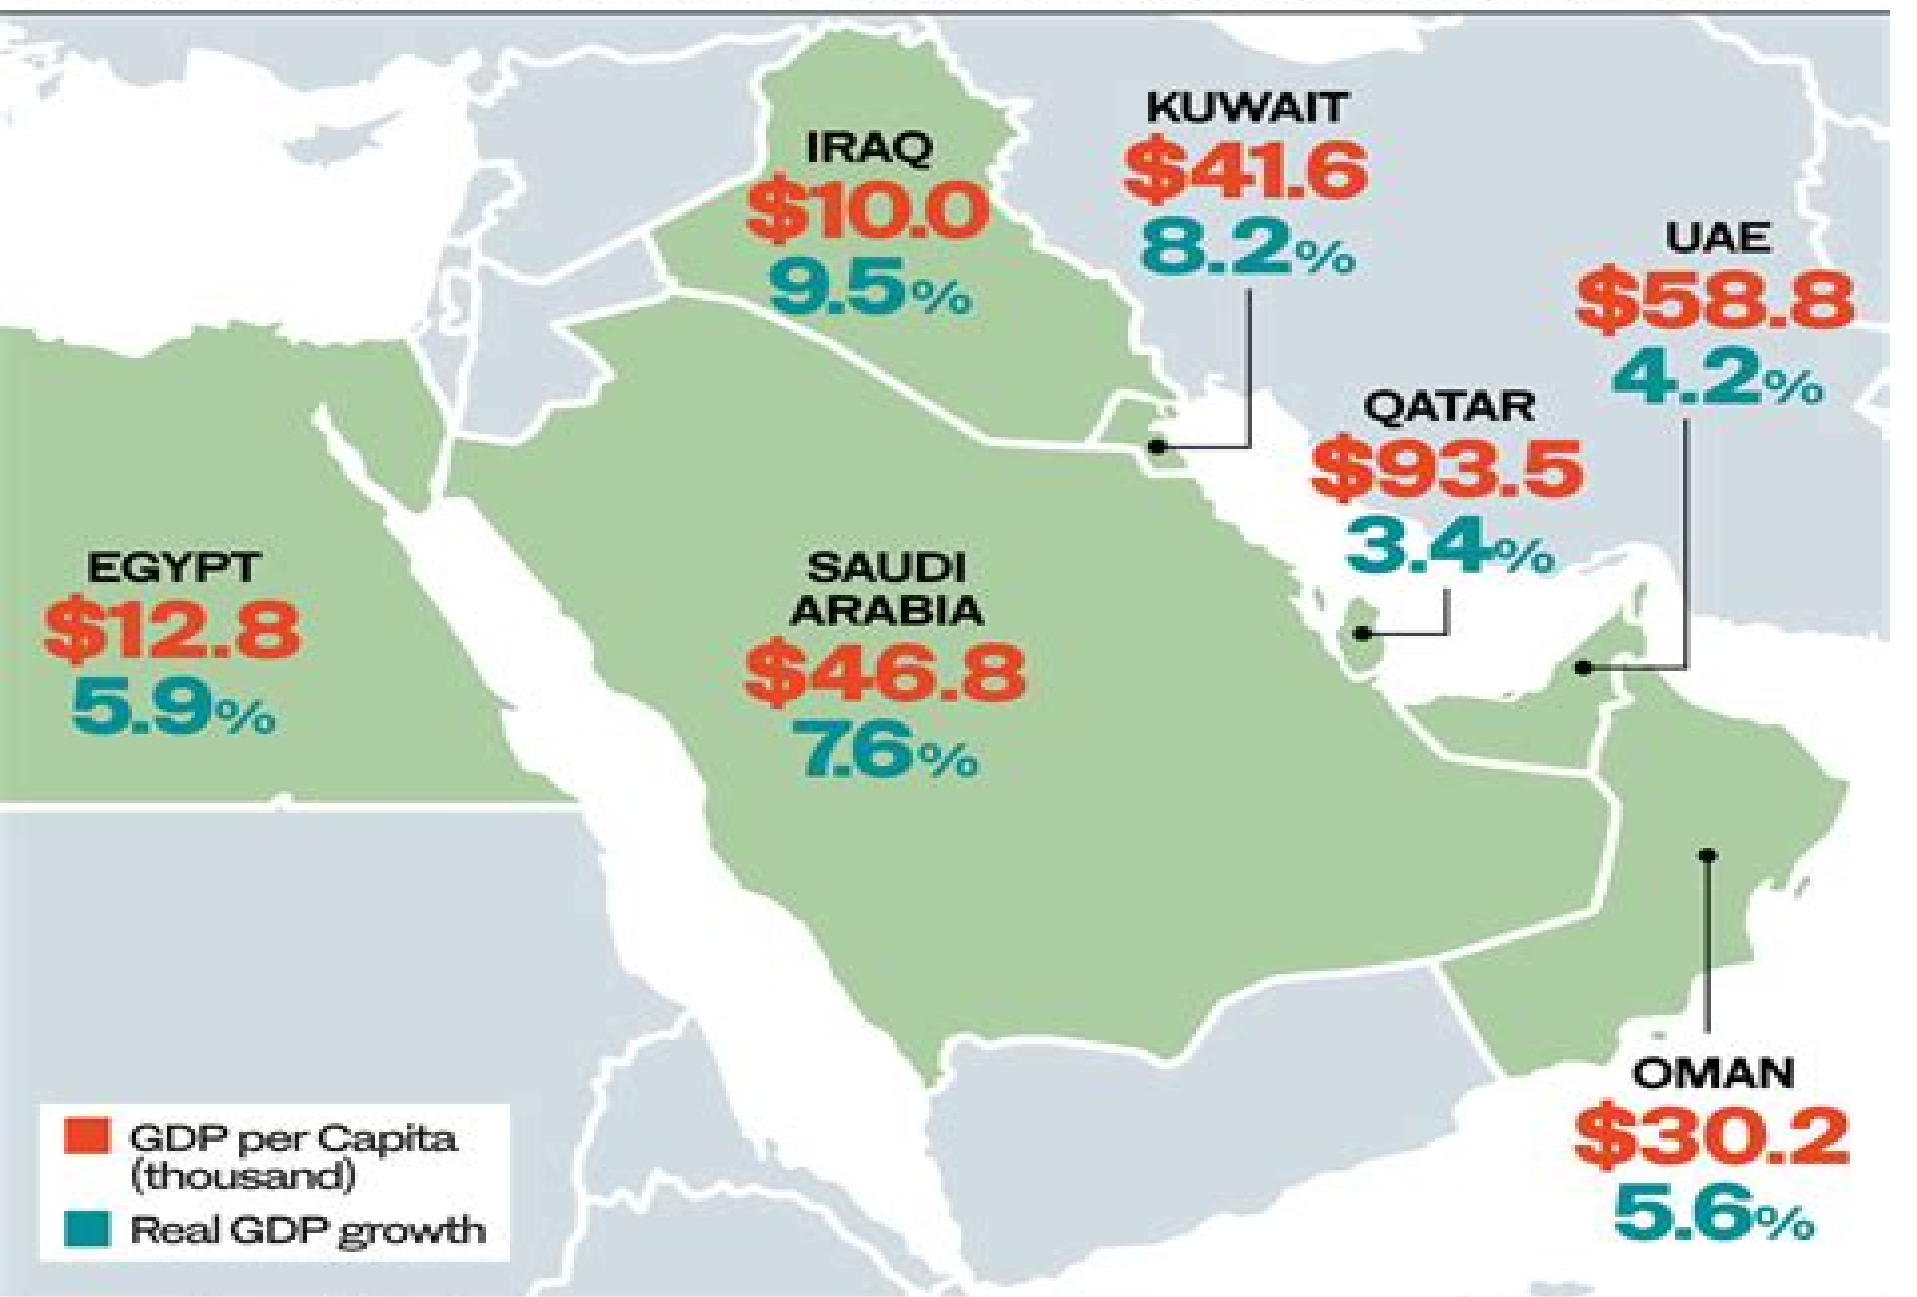 IRAQ
$10.0
9.5%
KUWAIT
$41.6
8.2%
UAE
$58.8
4.2%
QATAR
$93.5
3.4%
EGYPT
$12.8
5.9%
SAUDI
ARABIA
$46.8
7.6%
OMAN
$30.2
5.6%
GDP per Capita
(thousand)
Real GDP growth